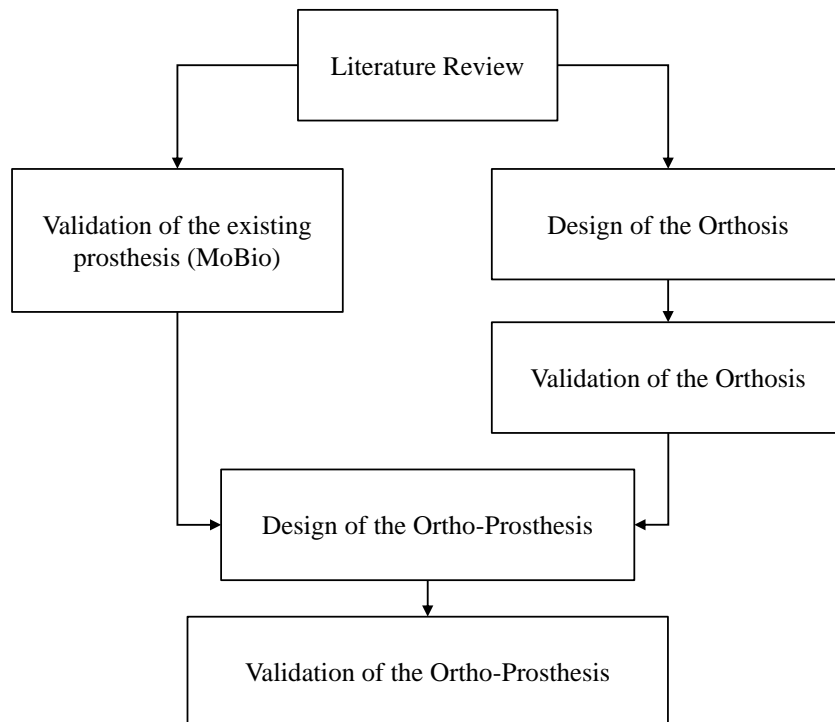 Literature Review
Validation of the existing
prosthesis (MoBio)
Design of the Orthosis
Validation of the Orthosis
Design of the Ortho-Prosthesis
Validation of the Ortho-Prosthesis